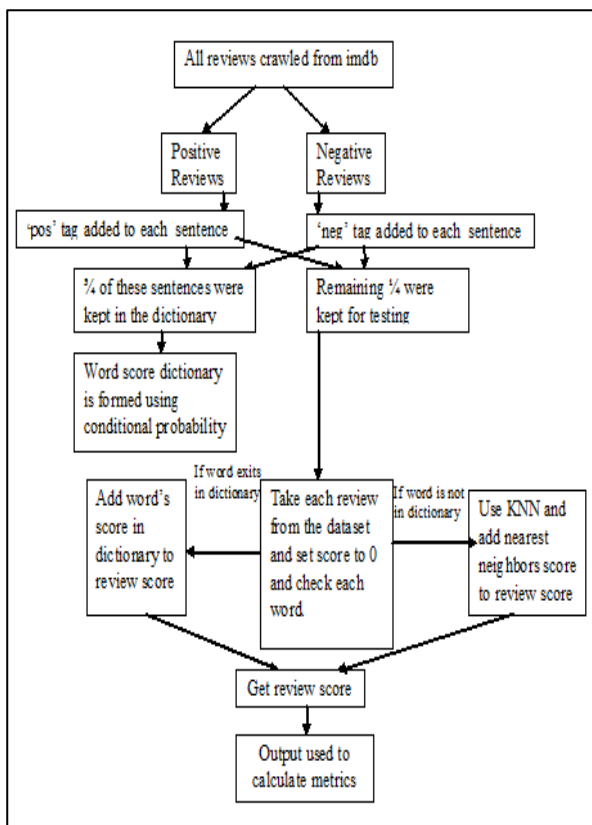 All reviews crawled from imdb
Positive
Reviews
Negative
Reviews
‘pos’ tag added to each sentence
‘neg’ tag added to each sentence
¾ of these sentences were
kept in the dictionary
Remaining ¼ were
kept for testing
Word score dictionary
is formed using
conditional probability
If word exits
in dictionary
If word is not
in dictionary
Add word’s
score in
dictionary to
review score
Take each review
from the dataset
and set score to 0
and check each
word.
Use KNN and
add nearest
neighbors score
to review score
Get review score
Output used to
calculate metrics